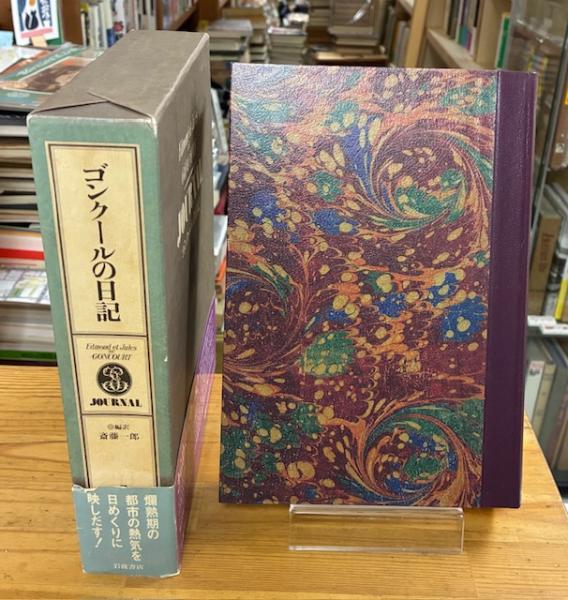 ゴンクールの日記
Edmond et Jules
de GONCOURT
JOURNAL
◎編訳
斎藤一郎
爛熟期の
都市の熱気を
日めくりに
映しだす!
岩波書店
JOURNAL